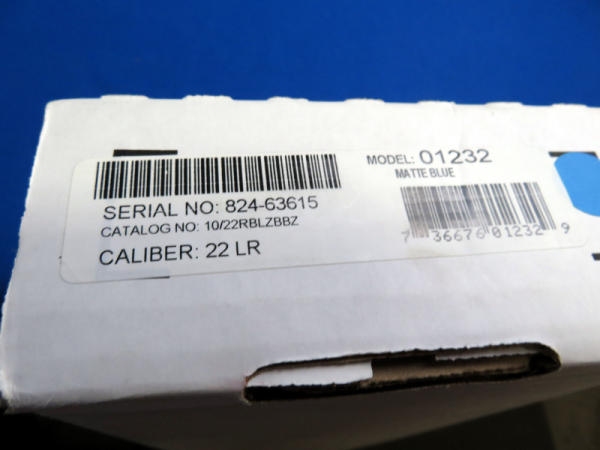 SERIAL NO: 824-63615
CATALOG NO: 10/22RBLZBBZ
CALIBER: 22 LR
MODEL: 01232
MATTE BLUE
7 36676 01232 9